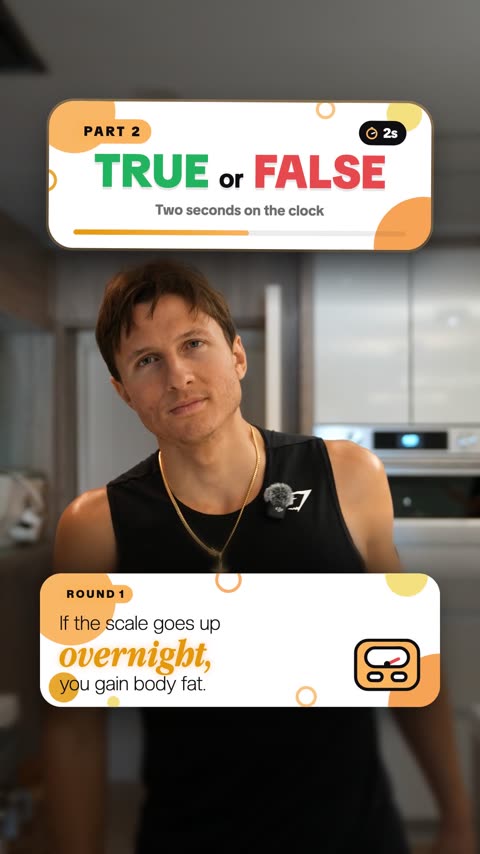 PART 2
2s
TRUE or FALSE
Two seconds on the clock
ROUND 1
If the scale goes up
overnight,
you gain body fat.